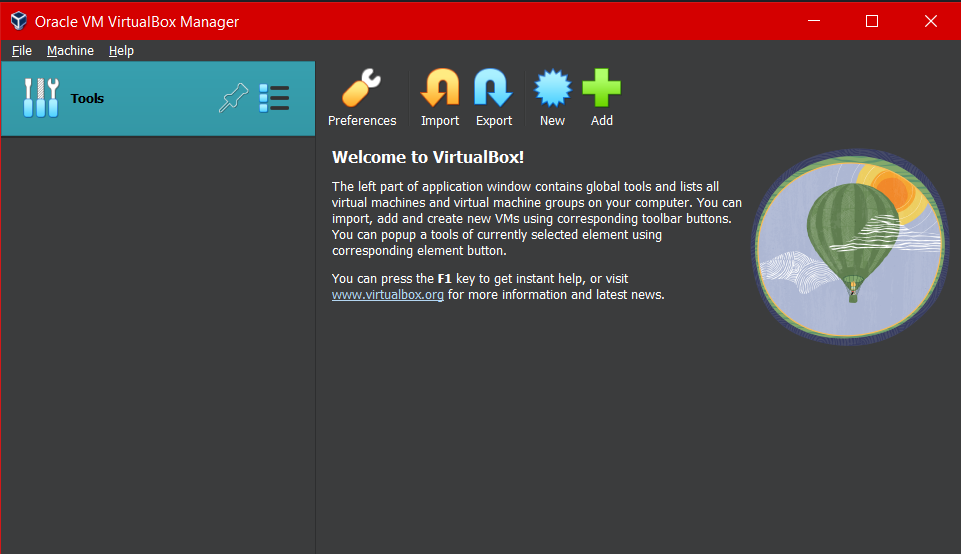 Oracle VM VirtualBox Manager
File Machine Help
Tools
Preferences Import Export New Add
Welcome to VirtualBox!
The left part of application window contains global tools and lists all
virtual machines and virtual machine groups on your computer. You can
import, add and create new VMs using corresponding toolbar buttons.
You can popup a tools of currently selected element using
corresponding element button.
You can press the F1 key to get instant help, or visit
www.virtualbox.org for more information and latest news.